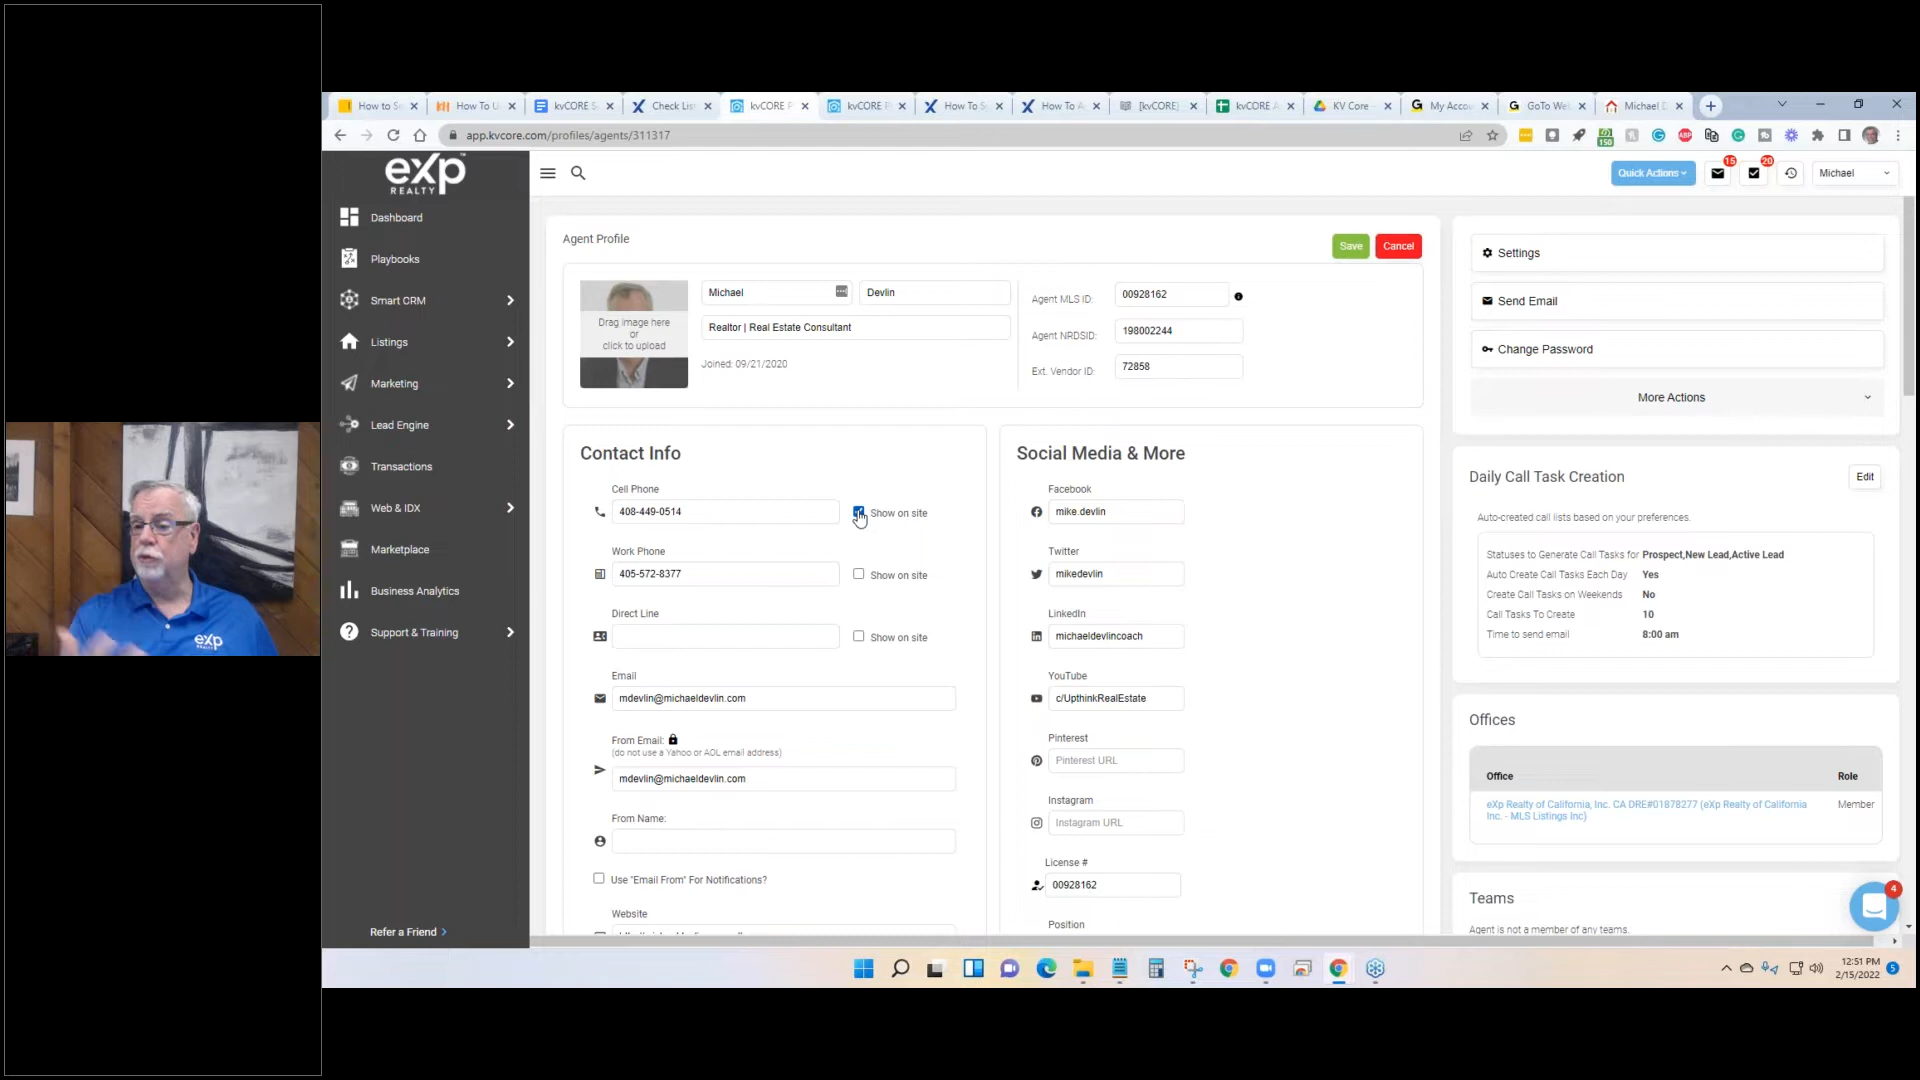 How to S
How To U
kvCORE S
Check Lis
kvCORE P
kvCORE P
How To S
How To A
[kvCORE]
kvCORE A
KV Core -
My Accou
GoTo We
Michael
app.kvcore.com/profiles/agents/311317
150
eXp
REALTY
Quick Actions
15
20
Michael
Dashboard
Playbooks
Smart CRM
Listings
Marketing
Lead Engine
Transactions
Web & IDX
Marketplace
Business Analytics
Support & Training
Refer a Friend >
Agent Profile
Save
Cancel
Drag image here
or
click to upload
Michael
Devlin
Realtor | Real Estate Consultant
Joined: 09/21/2020
Agent MLS ID:
00928162
Agent NRDSID:
198002244
Ext. Vendor ID:
72858
Contact Info
Cell Phone
408-449-0514
Show on site
Work Phone
405-572-8377
Show on site
Direct Line
Show on site
Email
mdevlin@michaeldevlin.com
From Email:
(do not use a Yahoo or AOL email address)
mdevlin@michaeldevlin.com
From Name:
Use "Email From" For Notifications?
Website
Social Media & More
Facebook
mike.devlin
Twitter
mikedevlin
LinkedIn
michaeldevlincoach
YouTube
c/UpthinkRealEstate
Pinterest
Pinterest URL
Instagram
Instagram URL
License #
00928162
Position
Settings
Send Email
Change Password
More Actions
Daily Call Task Creation
Edit
Auto-created call lists based on your preferences.
Statuses to Generate Call Tasks for Prospect,New Lead,Active Lead
Auto Create Call Tasks Each Day Yes
Create Call Tasks on Weekends No
Call Tasks To Create 10
Time to send email 8:00 am
Offices
Office Role
eXp Realty of California, Inc. CA DRE#01878277 (eXp Realty of California Member
Inc. - MLS Listings Inc)
Teams
Agent is not a member of any teams.
4
12:51 PM
2/15/2022
5
eXp
REALTY